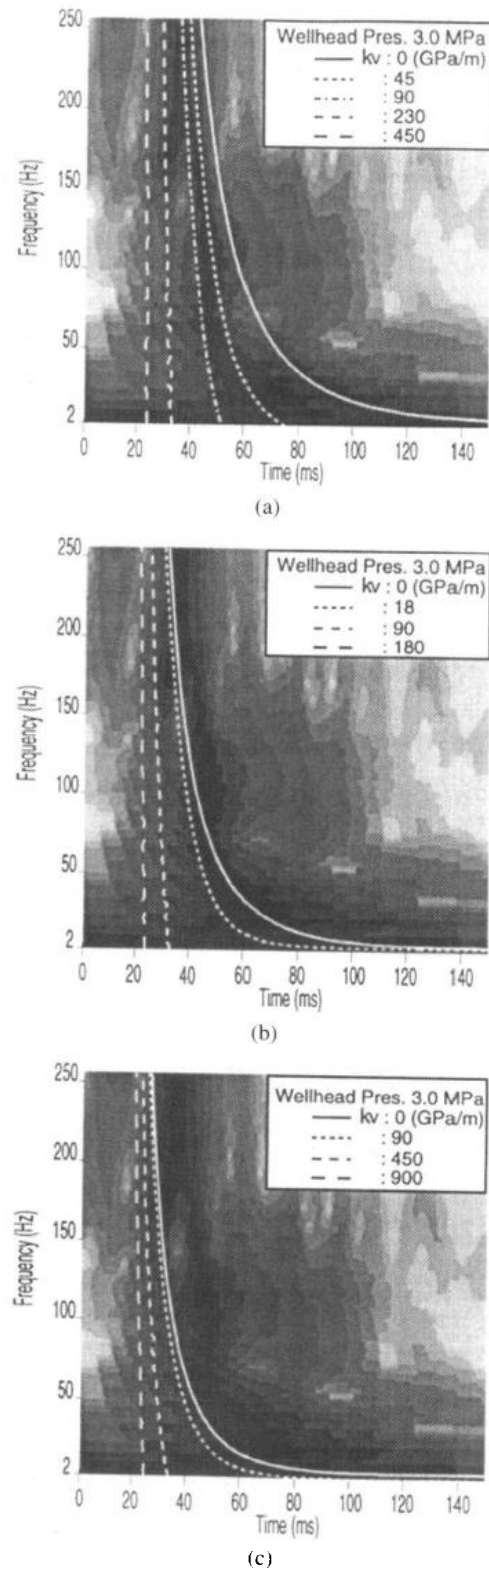 250
200
150
100
50
2
Frequency (Hz)
Wellhead Pres. 3.0 MPa
kv : 0 (GPa/m)
: 45
: 90
: 230
: 450
0 20 40 60 80 100 120 140
Time (ms)
(a)
250
200
150
100
50
2
Frequency (Hz)
Wellhead Pres. 3.0 MPa
kv : 0 (GPa/m)
: 18
: 90
: 180
0 20 40 60 80 100 120 140
Time (ms)
(b)
250
200
150
100
50
2
Frequency (Hz)
Wellhead Pres. 3.0 MPa
kv : 0 (GPa/m)
: 90
: 450
: 900
0 20 40 60 80 100 120 140
Time (ms)
(c)